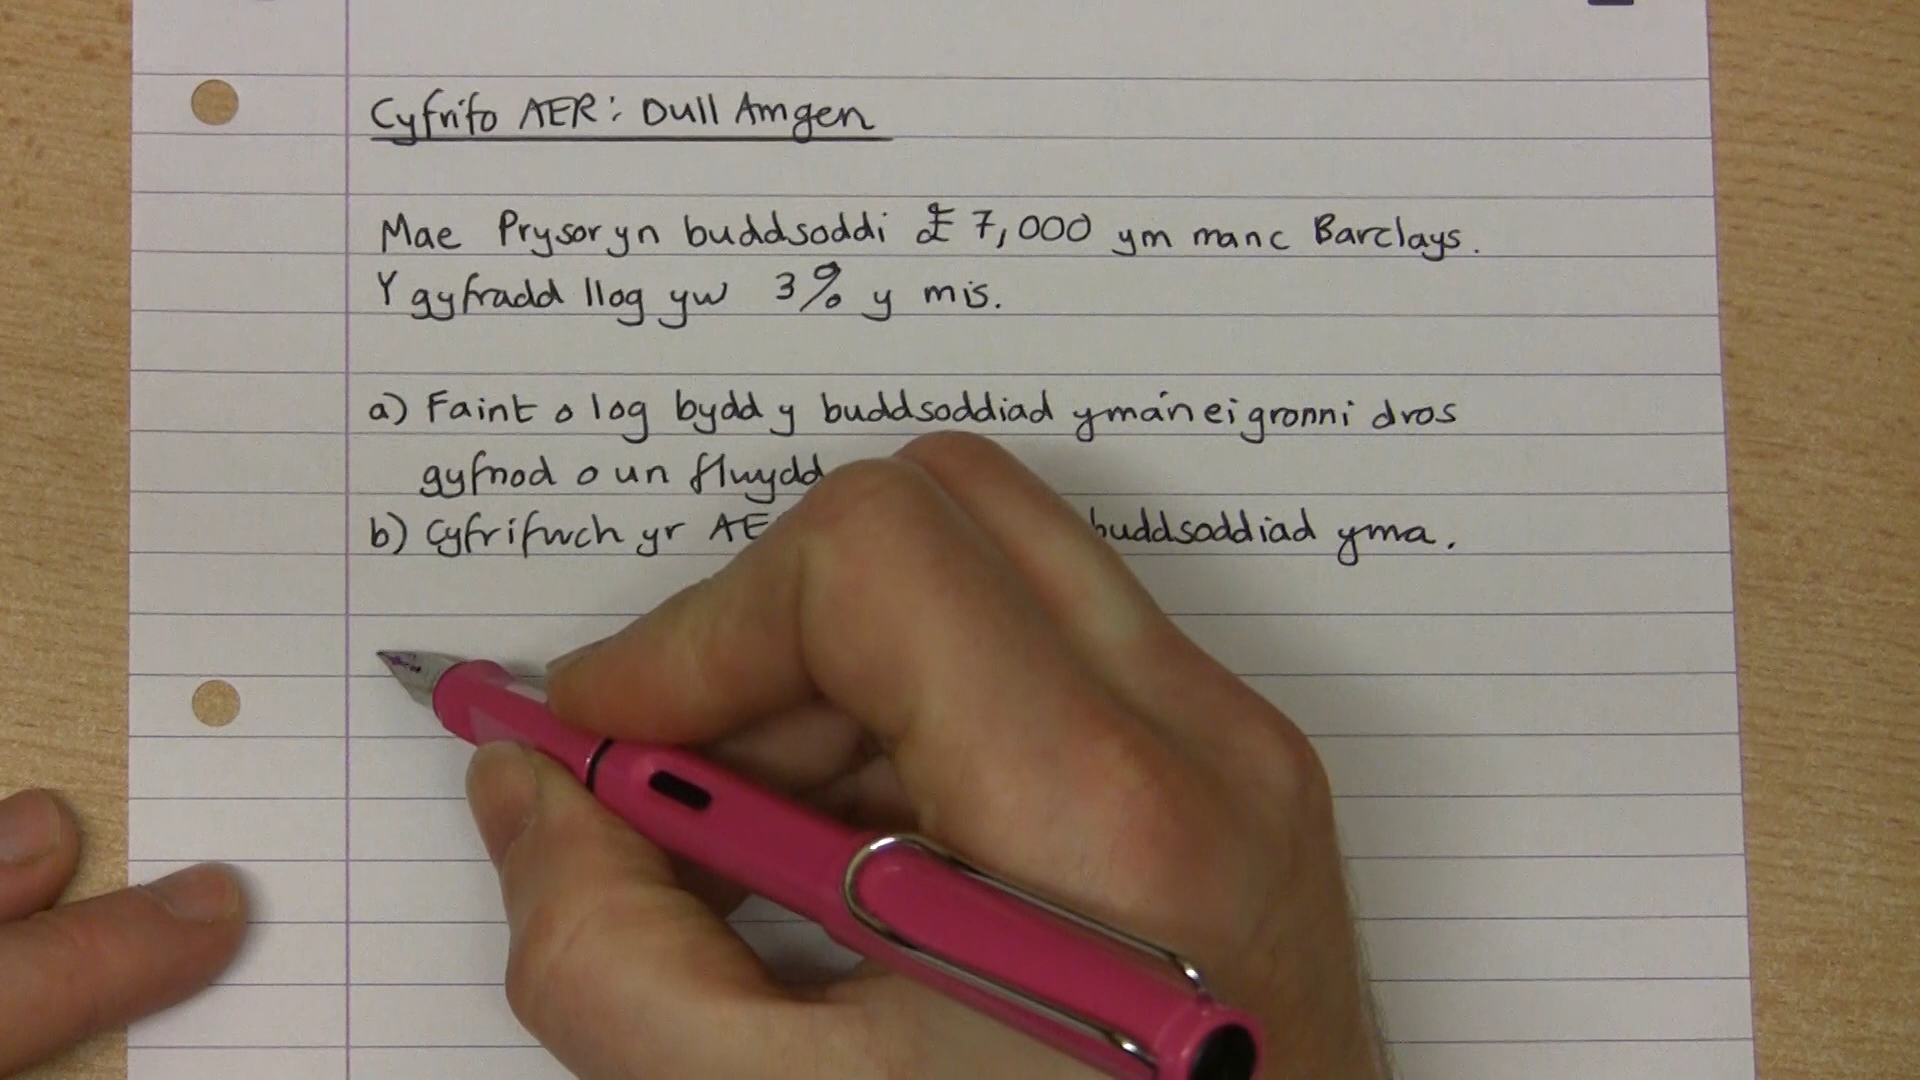 Cyfrifo AER: Dull Amgen
Mae Prysor yn buddsoddi £7,000 ym manc Barclays.
Y gyfradd llog yw 3% y mis.
a) Faint o log bydd y buddsoddiad yma'n ei gronni dros
gyfnod o un flwydd
b) Cyfrifwch yr AE buddsoddiad yma.